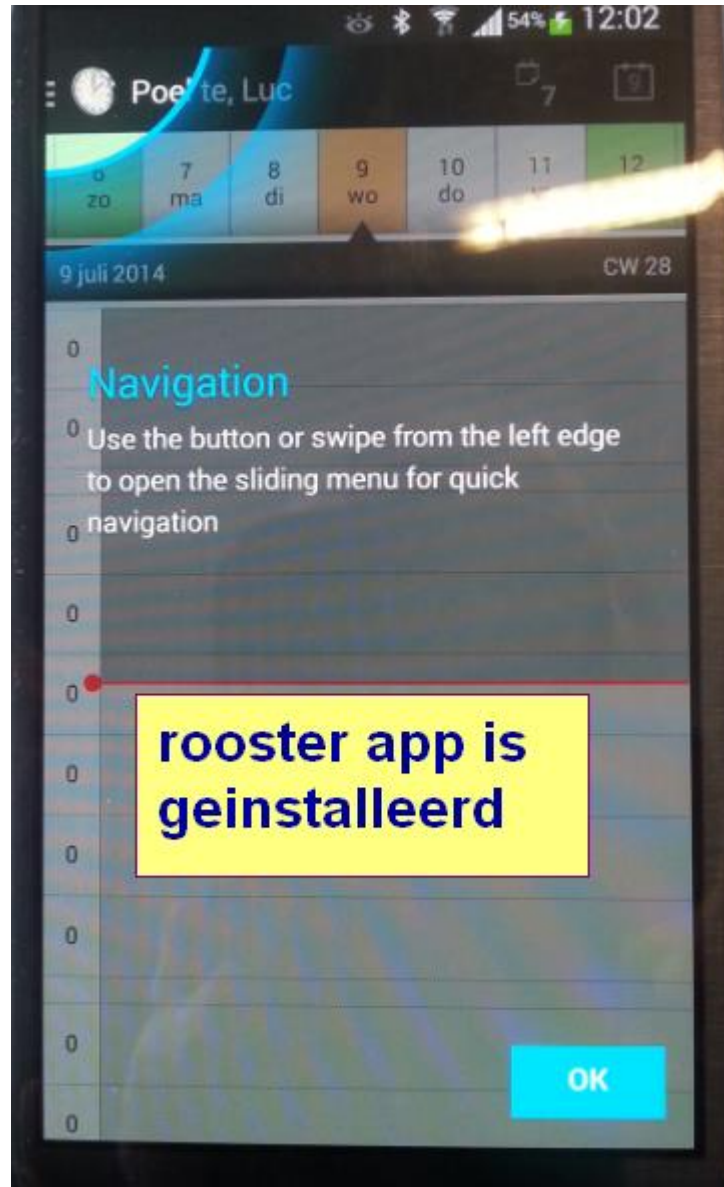 54% 12:02
Luc
7
9
7 8 9 10 11 12
zo ma di wo do
9 juli 2014 CW 28
0
Navigation
0
Use the button or swipe from the left edge
to open the sliding menu for quick
0
navigation
0
0
rooster app is
geinstalleerd
0
0
0
0
OK
0